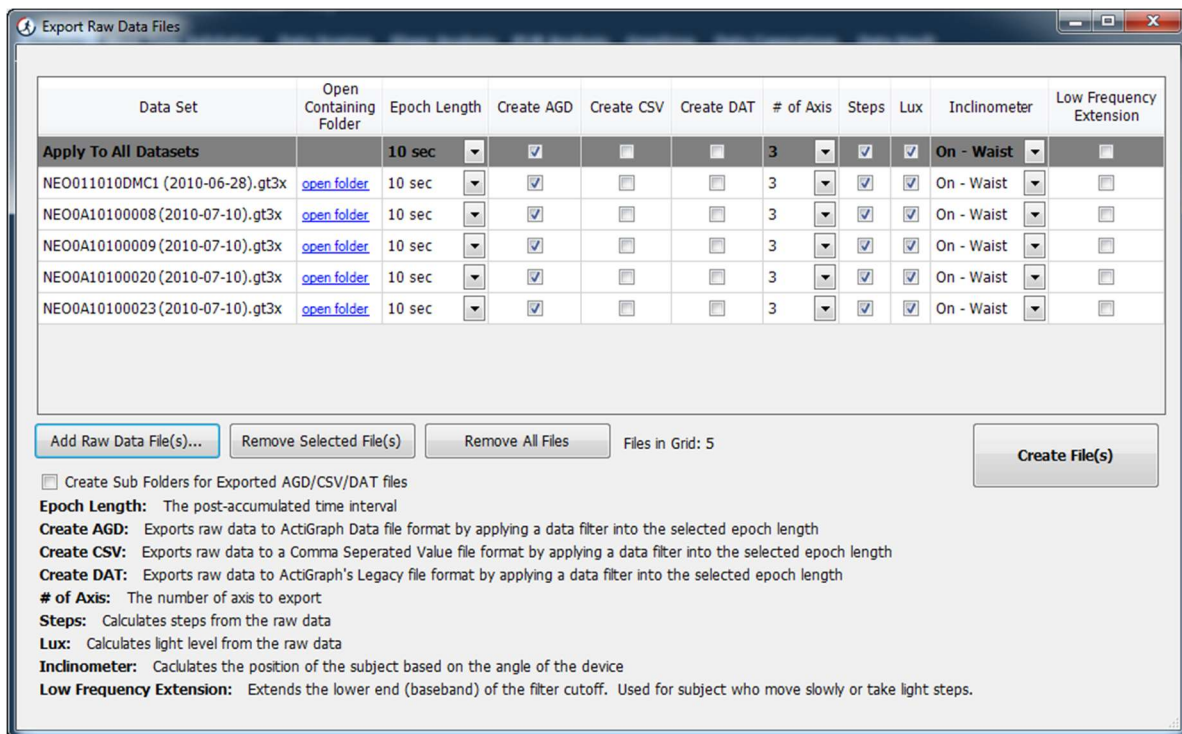 Export Raw Data Files
Data Set Open Containing Folder Epoch Length Create AGD Create CSV Create DAT # of Axis Steps Lux Inclinometer Low Frequency Extension
Apply To All Datasets 10 sec 3 On - Waist
NEO011010DMC1 (2010-06-28).gt3x open folder 10 sec 3 On - Waist
NEO0A10100008 (2010-07-10).gt3x open folder 10 sec 3 On - Waist
NEO0A10100009 (2010-07-10).gt3x open folder 10 sec 3 On - Waist
NEO0A10100020 (2010-07-10).gt3x open folder 10 sec 3 On - Waist
NEO0A10100023 (2010-07-10).gt3x open folder 10 sec 3 On - Waist
Add Raw Data File(s)... Remove Selected File(s) Remove All Files Files in Grid: 5 Create File(s)
Create Sub Folders for Exported AGD/CSV/DAT files
Epoch Length: The post-accumulated time interval
Create AGD: Exports raw data to ActiGraph Data file format by applying a data filter into the selected epoch length
Create CSV: Exports raw data to a Comma Seperated Value file format by applying a data filter into the selected epoch length
Create DAT: Exports raw data to ActiGraph's Legacy file format by applying a data filter into the selected epoch length
# of Axis: The number of axis to export
Steps: Calculates steps from the raw data
Lux: Calculates light level from the raw data
Inclinometer: Caclulates the position of the subject based on the angle of the device
Low Frequency Extension: Extends the lower end (baseband) of the filter cutoff. Used for subject who move slowly or take light steps.